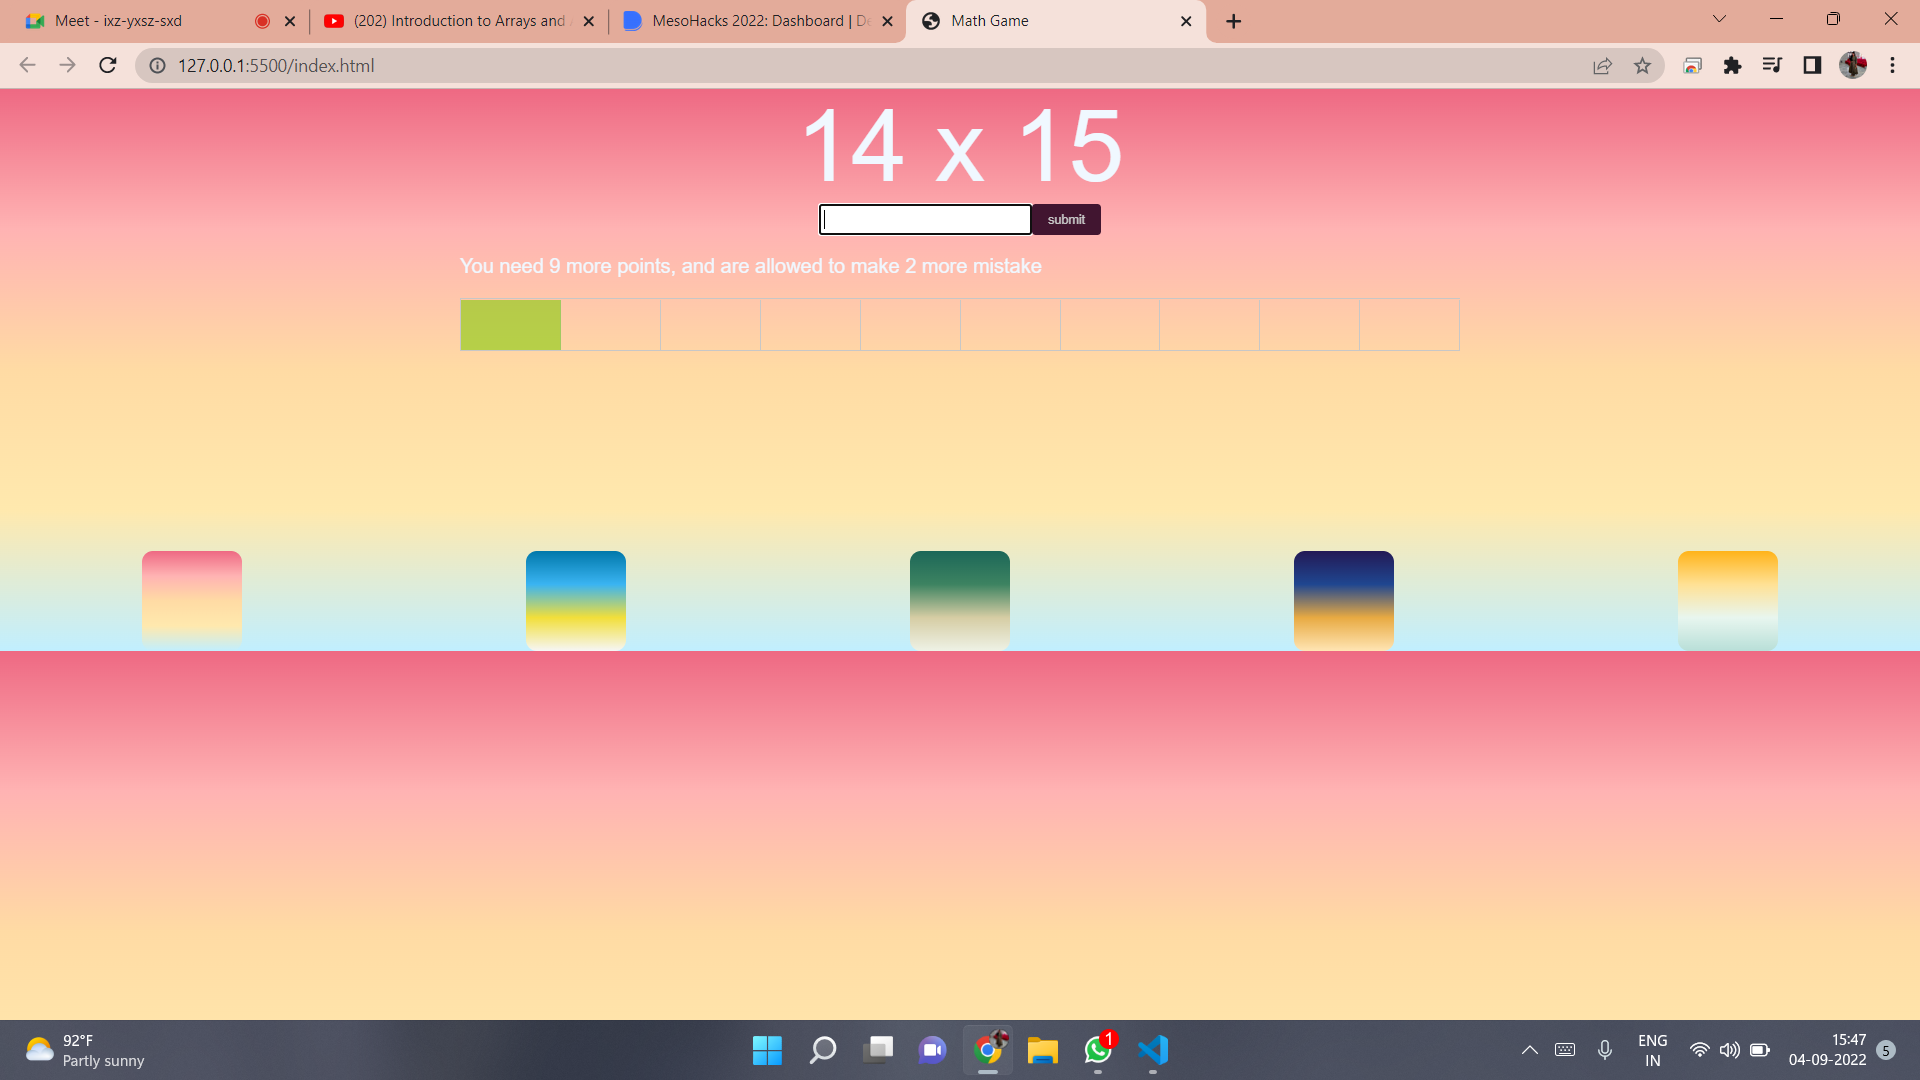 Meet - ixz-yxsz-sxd
(202) Introduction to Arrays and
MesoHacks 2022: Dashboard | De
Math Game
127.0.0.1:5500/index.html
14 x 15
submit
You need 9 more points, and are allowed to make 2 more mistake
92°F
Partly sunny
1
ENG
IN
15:47
04-09-2022
5